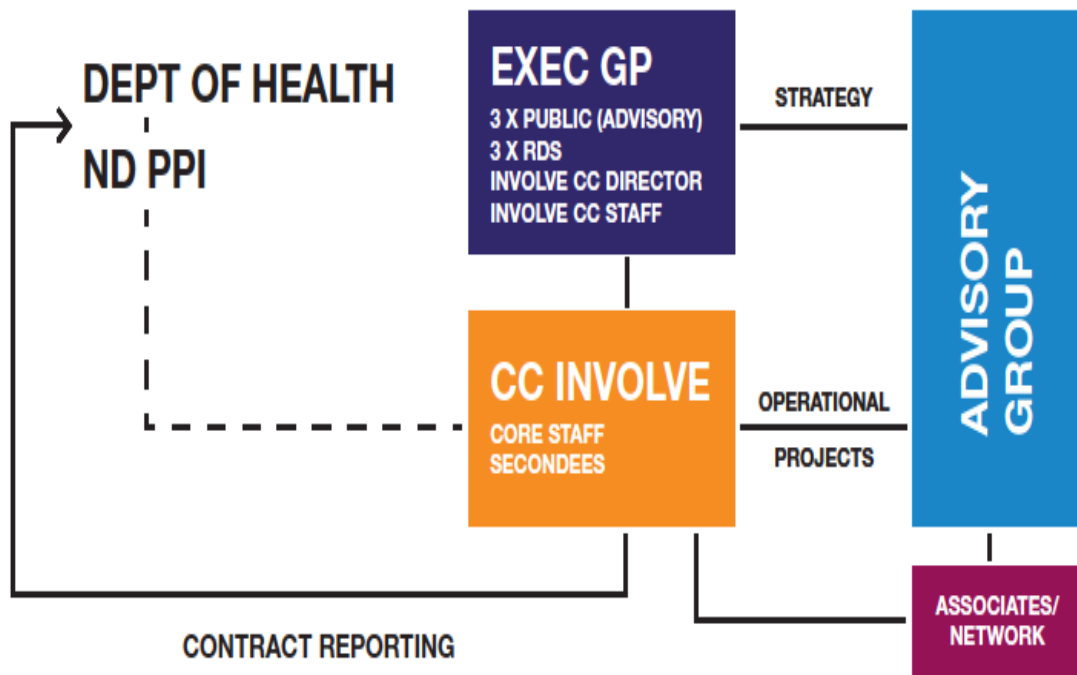 DEPT OF HEALTH
ND PPI
EXEC GP
3 X PUBLIC (ADVISORY)
3 X RDS
INVOLVE CC DIRECTOR
INVOLVE CC STAFF
STRATEGY
ADVISORY
GROUP
CC INVOLVE
CORE STAFF
SECONDEES
OPERATIONAL
PROJECTS
ASSOCIATES/
NETWORK
CONTRACT REPORTING